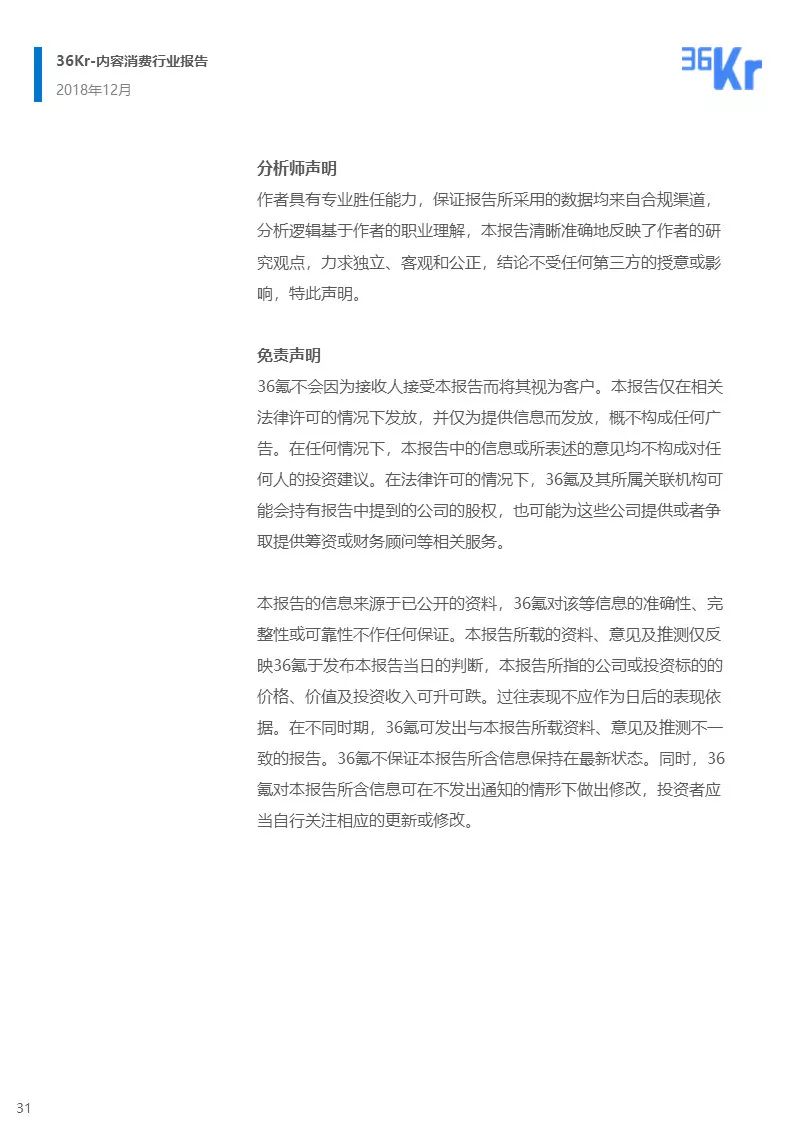 36Kr-内容消费行业报告
2018年12月
36Kr
分析师声明
作者具有专业胜任能力，保证报告所采用的数据均来自合规渠道，
分析逻辑基于作者的职业理解，本报告清晰准确地反映了作者的研
究观点，力求独立、客观和公正，结论不受任何第三方的授意或影
响，特此声明。
免责声明
36氪不会因为接收人接受本报告而将其视为客户。本报告仅在相关
法律许可的情况下发放，并仅为提供信息而发放，概不构成任何广
告。在任何情况下，本报告中的信息或所表述的意见均不构成对任
何人的投资建议。在法律许可的情况下，36氪及其所属关联机构可
能会持有报告中提到的公司的股权，也可能为这些公司提供或者争
取提供筹资或财务顾问等相关服务。
本报告的信息来源于已公开的资料，36氪对该等信息的准确性、完
整性或可靠性不作任何保证。本报告所载的资料、意见及推测仅反
映36氪于发布本报告当日的判断，本报告所指的公司或投资标的的
价格、价值及投资收入可升可跌。过往表现不应作为日后的表现依
据。在不同时期，36氪可发出与本报告所载资料、意见及推测不一
致的报告。36氪不保证本报告所含信息保持在最新状态。同时，36
氪对本报告所含信息可在不发出通知的情形下做出修改，投资者应
当自行关注相应的更新或修改。
31